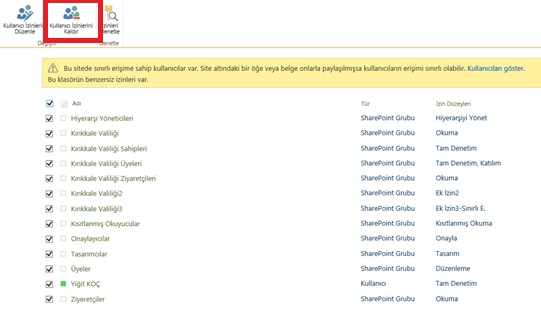 Kullanıcı İzinlerini Düzenle
Kullanıcı İzinlerini Kaldır
İzinleri Denetle
Denetle
Bu sitede sınırlı erişime sahip kullanıcılar var. Site altındaki bir öğe veya belge onlarla paylaşılmışsa kullanıcıların erişimi sınırlı olabilir. Kullanıcıları göster.
Bu klasörün benzersiz izinleri var.
Adı Tür İzin Düzeyleri
Hiyerarşi Yöneticileri SharePoint Grubu Hiyerarşiyi Yönet
Kırıkkale Valiliği SharePoint Grubu Okuma
Kırıkkale Valiliği Sahipleri SharePoint Grubu Tam Denetim
Kırıkkale Valiliği Üyeleri SharePoint Grubu Tam Denetim, Katılım
Kırıkkale Valiliği Ziyaretçileri SharePoint Grubu Okuma
Kırıkkale Valiliği2 SharePoint Grubu Ek İzin2
Kırıkkale Valiliği3 SharePoint Grubu Ek İzin3-Sınırlı E.
Kısıtlanmış Okuyucular SharePoint Grubu Kısıtlanmış Okuma
Onaylayıcılar SharePoint Grubu Onayla
Tasarımcılar SharePoint Grubu Tasarım
Üyeler SharePoint Grubu Düzenleme
Yiğit KOÇ Kullanıcı Tam Denetim
Ziyaretçiler SharePoint Grubu Okuma